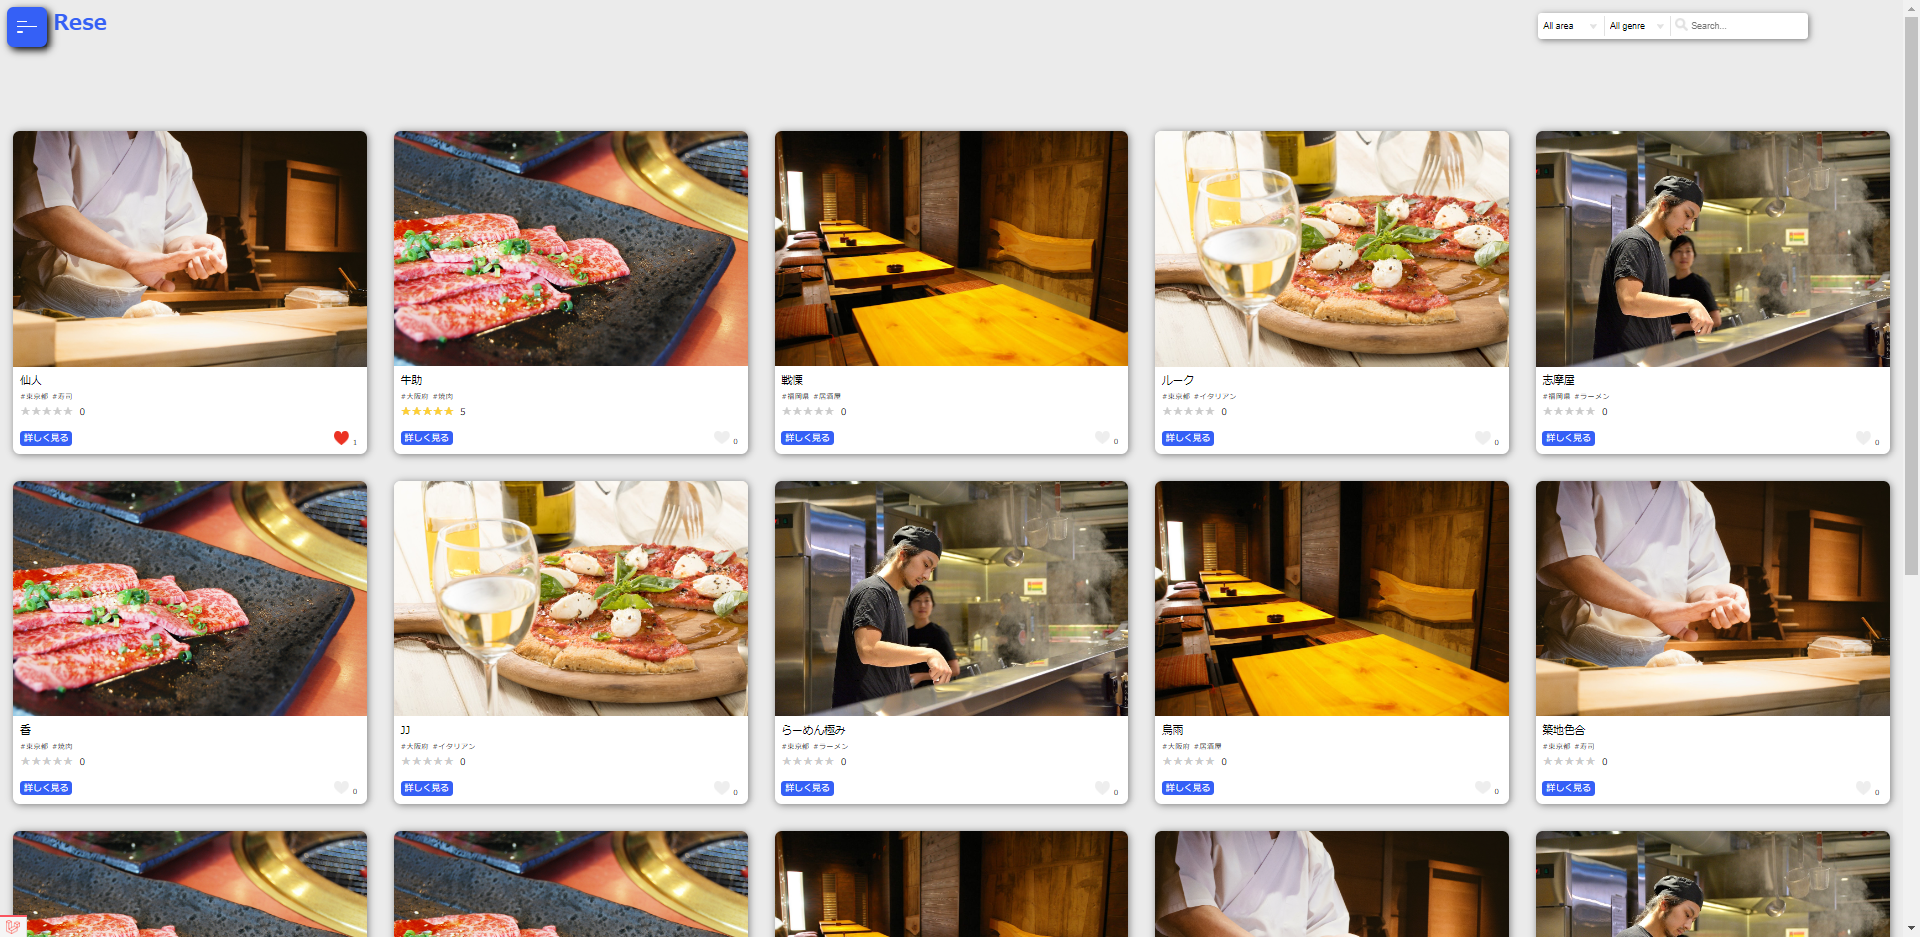 Rese
All area
All genre
Search...
仙人
#東京都 #寿司
★★★★★ 0
詳しく見る
1
牛助
#大阪府 #焼肉
★★★★★ 5
詳しく見る
0
戦慄
#福岡県 #居酒屋
★★★★★ 0
詳しく見る
0
ルーク
#東京都 #イタリアン
★★★★★ 0
詳しく見る
0
志摩屋
#福岡県 #ラーメン
★★★★★ 0
詳しく見る
0
香
#東京都 #焼肉
★★★★★ 0
詳しく見る
0
JJ
#大阪府 #イタリアン
★★★★★ 0
詳しく見る
0
らーめん極み
#東京都 #ラーメン
★★★★★ 0
詳しく見る
0
鳥雨
#大阪府 #居酒屋
★★★★★ 0
詳しく見る
0
築地色合
#東京都 #寿司
★★★★★ 0
詳しく見る
0